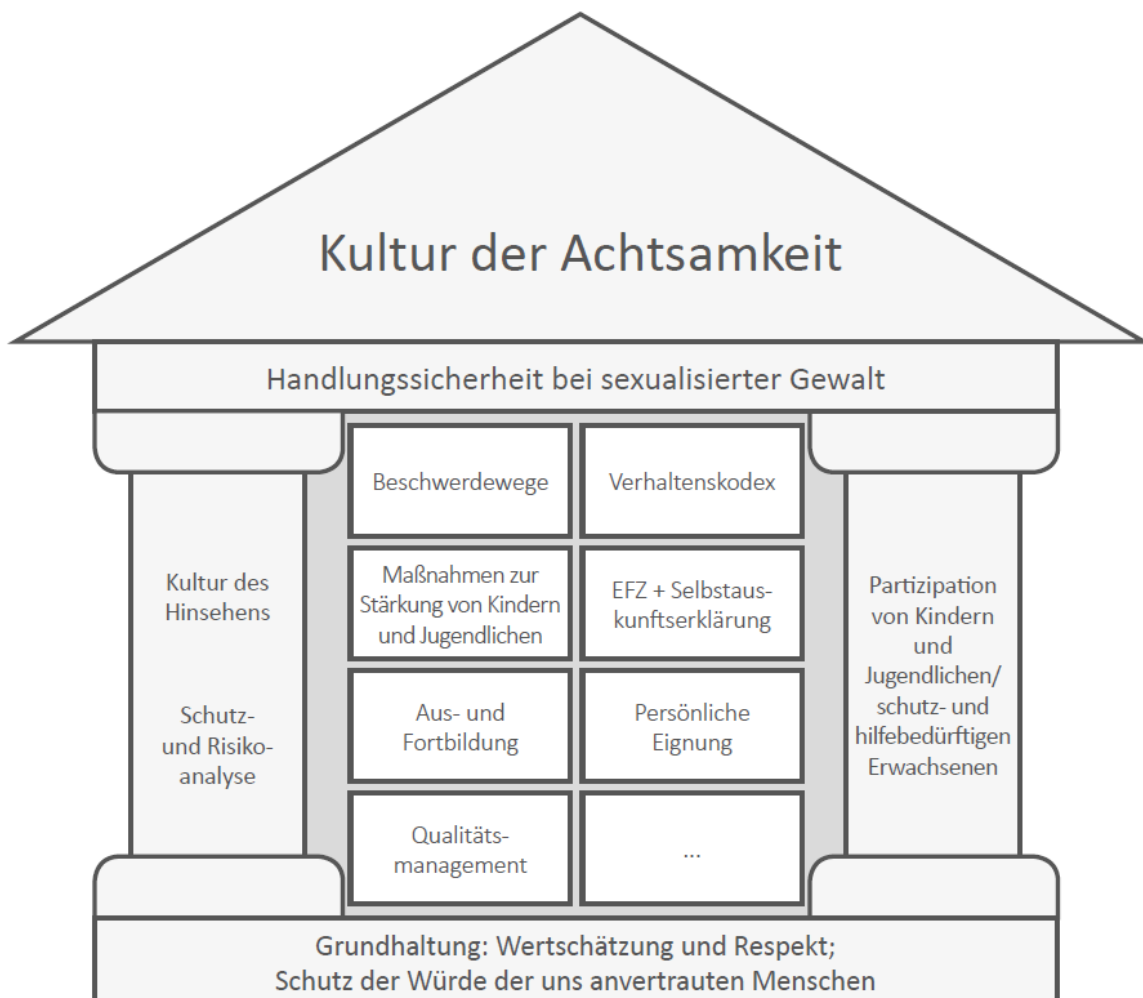 Kultur der Achtsamkeit
Handlungssicherheit bei sexualisierter Gewalt
Kultur des
Hinsehens
Schutz-
und Risiko-
analyse
Beschwerdewege
Verhaltenskodex
Maßnahmen zur
Stärkung von Kindern
und Jugendlichen
EFZ + Selbstaus-
kunftserklärung
Aus- und
Fortbildung
Persönliche
Eignung
Qualitäts-
management
...
Partizipation
von Kindern
und
Jugendlichen/
schutz- und
hilfebedürftigen
Erwachsenen
Grundhaltung: Wertschätzung und Respekt;
Schutz der Würde der uns anvertrauten Menschen